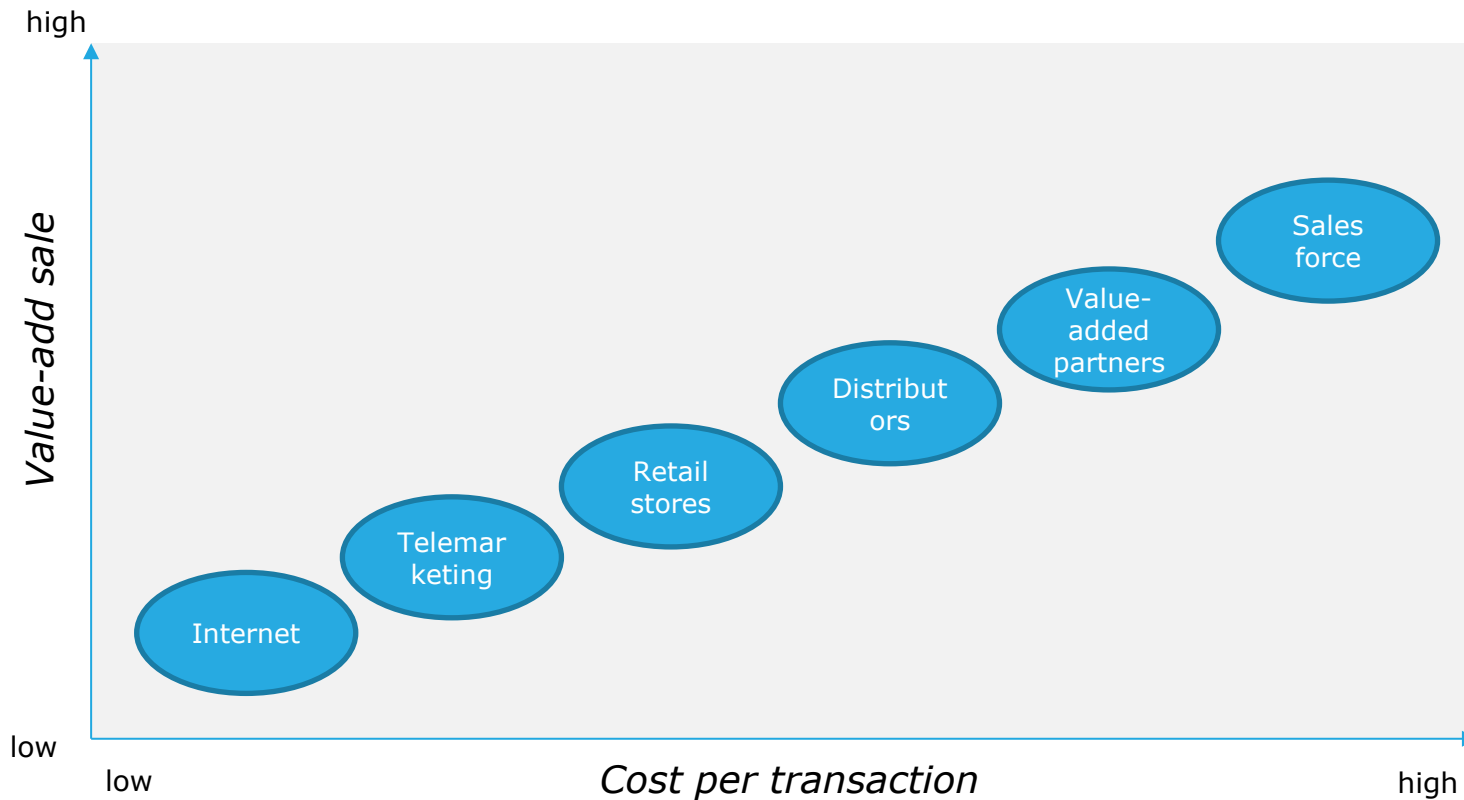 high
Value-add sale
Sales
force
Value-
added
partners
Distribut
ors
Retail
stores
Telemar
keting
Internet
low
low
Cost per transaction
high